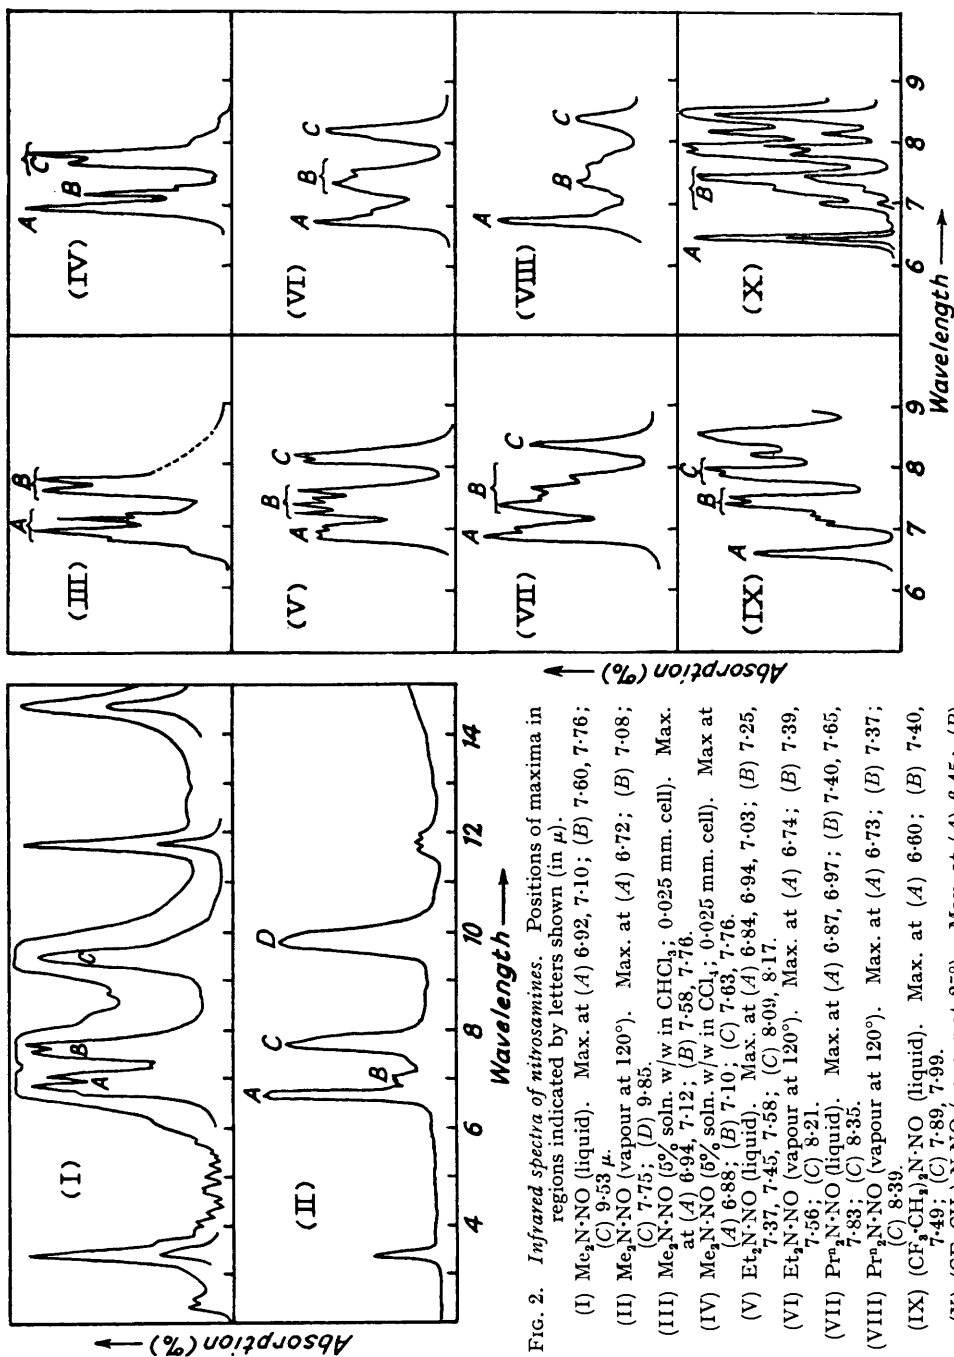 Absorption (%) ⟶
(I)
A
B
C
(II)
A
B
C
D
4
6
8
10
12
14
Wavelength ⟶
Absorption (%) ⟶
(III)
A
B
(IV)
A
B
C
(V)
A
B
C
(VI)
A
B
C
(VII)
A
B
C
(VIII)
A
B
C
(IX)
A
B
C
(X)
A
B
6
7
8
9
6
7
8
9
Wavelength ⟶
FIG. 2. Infrared spectra of nitrosamines. Positions of maxima in
regions indicated by letters shown (in μ).
(I) Me₂N·NO (liquid). Max. at (A) 6·92, 7·10; (B) 7·60, 7·76;
(C) 9·53 μ.
(II) Me₂N·NO (vapour at 120°). Max. at (A) 6·72; (B) 7·08;
(C) 7·75; (D) 9·85.
(III) Me₂N·NO (5% soln. w/w in CHCl₃; 0·025 mm. cell). Max.
at (A) 6·94, 7·12; (B) 7·58, 7·76.
(IV) Me₂N·NO (5% soln. w/w in CCl₄; 0·025 mm. cell). Max at
(A) 6·88; (B) 7·10; (C) 7·63, 7·76.
(V) Et₂N·NO (liquid). Max. at (A) 6·84, 6·94, 7·03; (B) 7·25,
7·37, 7·45, 7·58; (C) 8·09, 8·17.
(VI) Et₂N·NO (vapour at 120°). Max. at (A) 6·74; (B) 7·39,
7·56; (C) 8·21.
(VII) Prⁿ₂N·NO (liquid). Max. at (A) 6·87, 6·97; (B) 7·40, 7·65,
7·83; (C) 8·35.
(VIII) Prⁿ₂N·NO (vapour at 120°). Max. at (A) 6·73; (B) 7·37;
(C) 8·39.
(IX) (CF₃·CH₂)₂N·NO (liquid). Max. at (A) 6·60; (B) 7·40,
7·49; (C) 7·89, 7·99.